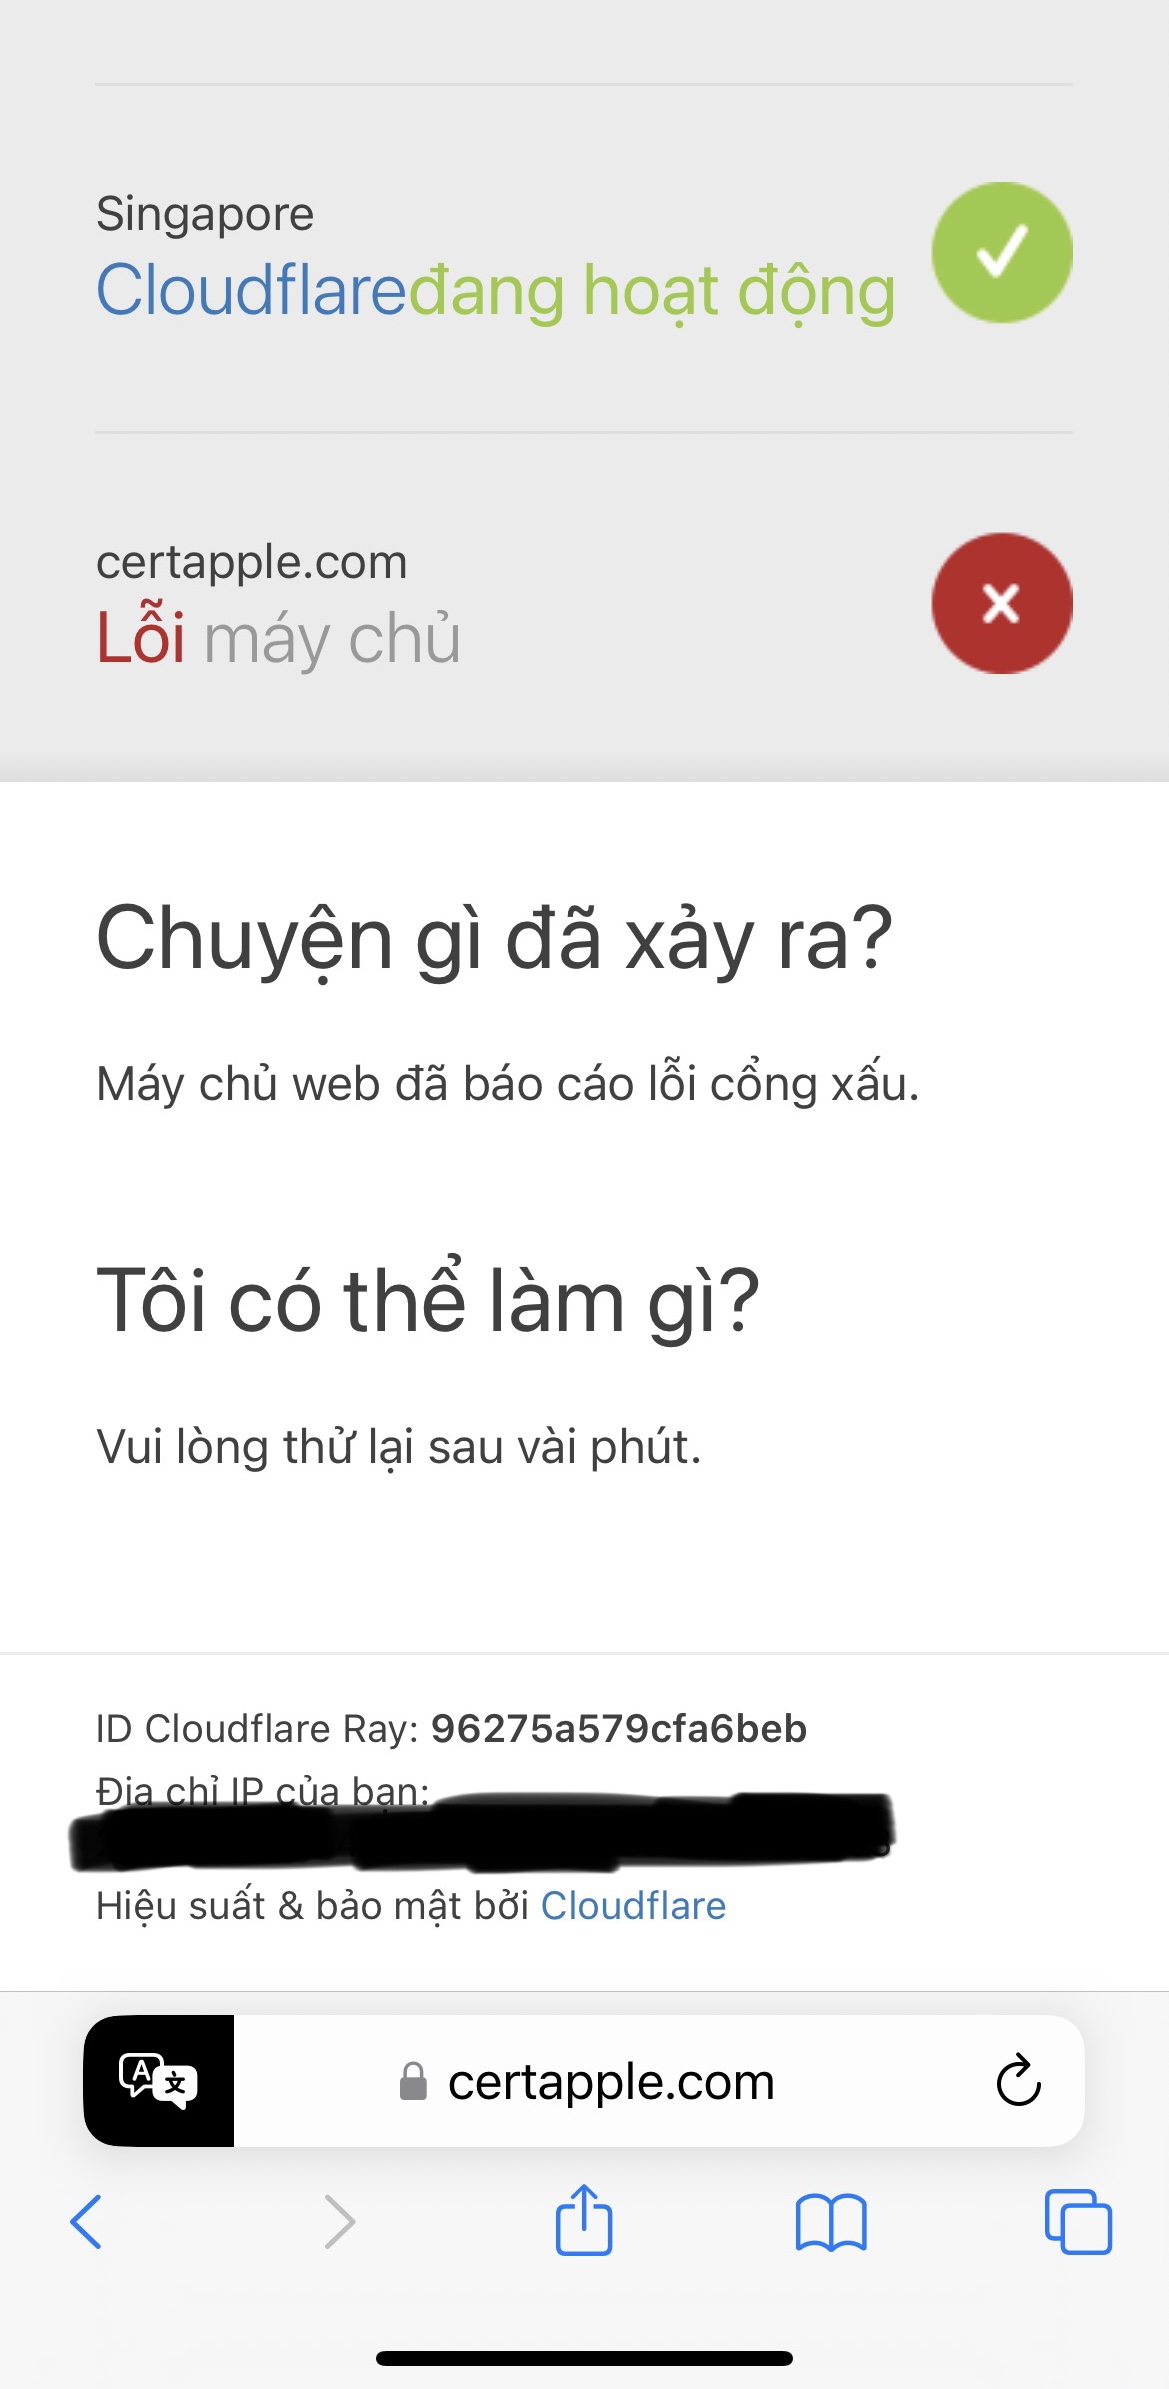 Singapore
Cloudflaređang hoạt động
certapple.com
Lỗi máy chủ
Chuyện gì đã xảy ra?
Máy chủ web đã báo cáo lỗi cổng xấu.
Tôi có thể làm gì?
Vui lòng thử lại sau vài phút.
ID Cloudflare Ray: 96275a579cfa6beb
Địa chỉ IP của bạn:
Hiệu suất & bảo mật bởi Cloudflare
A 文 certapple.com